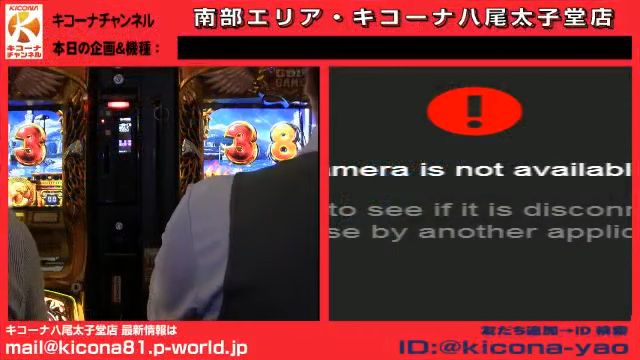 KICONA
キコーナ
チャンネル
キコーナチャンネル
南部エリア・キコーナ八尾太子堂店
本日の企画&機種：
3
3 8
amera is not availabl
to see if it is disconn
se by another applic
キコーナ八尾太子堂店 最新情報は
mail@kicona81.p-world.jp
友だち追加→ID 検索
ID:@kicona-yao